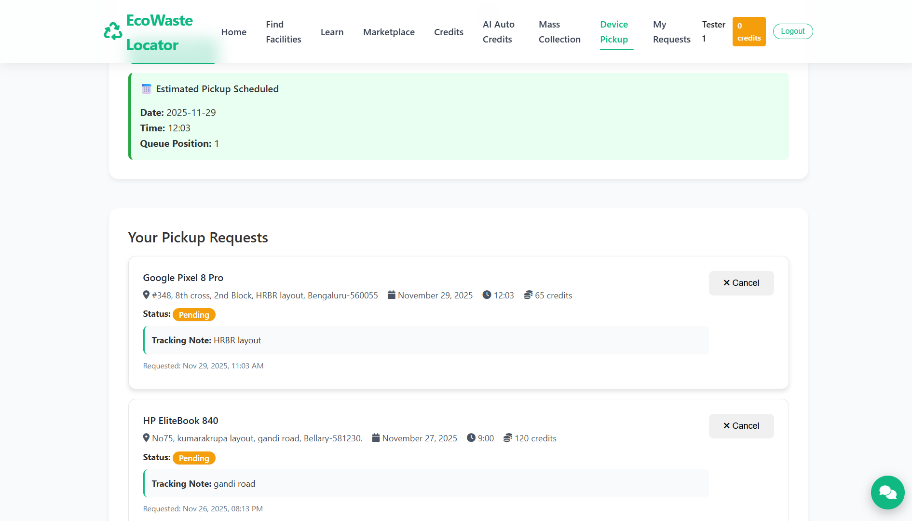 EcoWaste
Locator
Home
Find
Facilities
Learn
Marketplace
Credits
AI Auto
Credits
Mass
Collection
Device
Pickup
My
Requests
Tester
1
0
credits
Logout
Estimated Pickup Scheduled
Date: 2025-11-29
Time: 12:03
Queue Position: 1
Your Pickup Requests
Google Pixel 8 Pro
✕ Cancel
#348, 8th cross, 2nd Block, HRBR layout, Bengaluru-560055 November 29, 2025 12:03 65 credits
Status: Pending
Tracking Note: HRBR layout
Requested: Nov 29, 2025, 11:03 AM
HP EliteBook 840
✕ Cancel
No75, kumarakrupa layout, gandi road, Bellary-581230. November 27, 2025 9:00 120 credits
Status: Pending
Tracking Note: gandi road
Requested: Nov 26, 2025, 08:13 PM